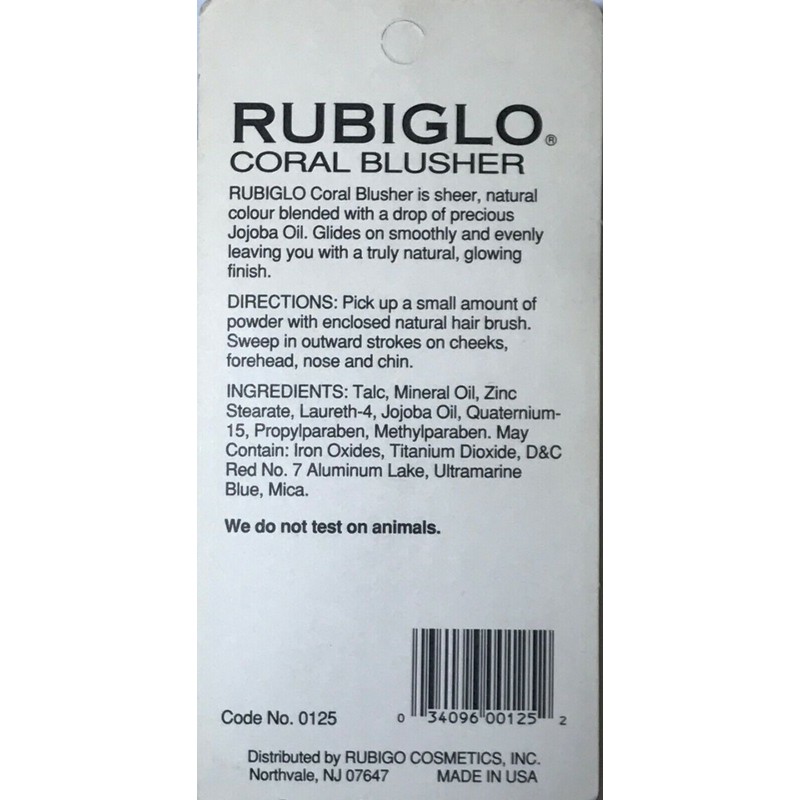 RUBIGLO®
CORAL BLUSHER
RUBIGLO Coral Blusher is sheer, natural
colour blended with a drop of precious
Jojoba Oil. Glides on smoothly and evenly
leaving you with a truly natural, glowing
finish.
DIRECTIONS: Pick up a small amount of
powder with enclosed natural hair brush.
Sweep in outward strokes on cheeks,
forehead, nose and chin.
INGREDIENTS: Talc, Mineral Oil, Zinc
Stearate, Laureth-4, Jojoba Oil, Quaternium-
15, Propylparaben, Methylparaben. May
Contain: Iron Oxides, Titanium Dioxide, D&C
Red No. 7 Aluminum Lake, Ultramarine
Blue, Mica.
We do not test on animals.
Code No. 0125
0 34096 00125 2
Distributed by RUBIGO COSMETICS, INC.
Northvale, NJ 07647 MADE IN USA